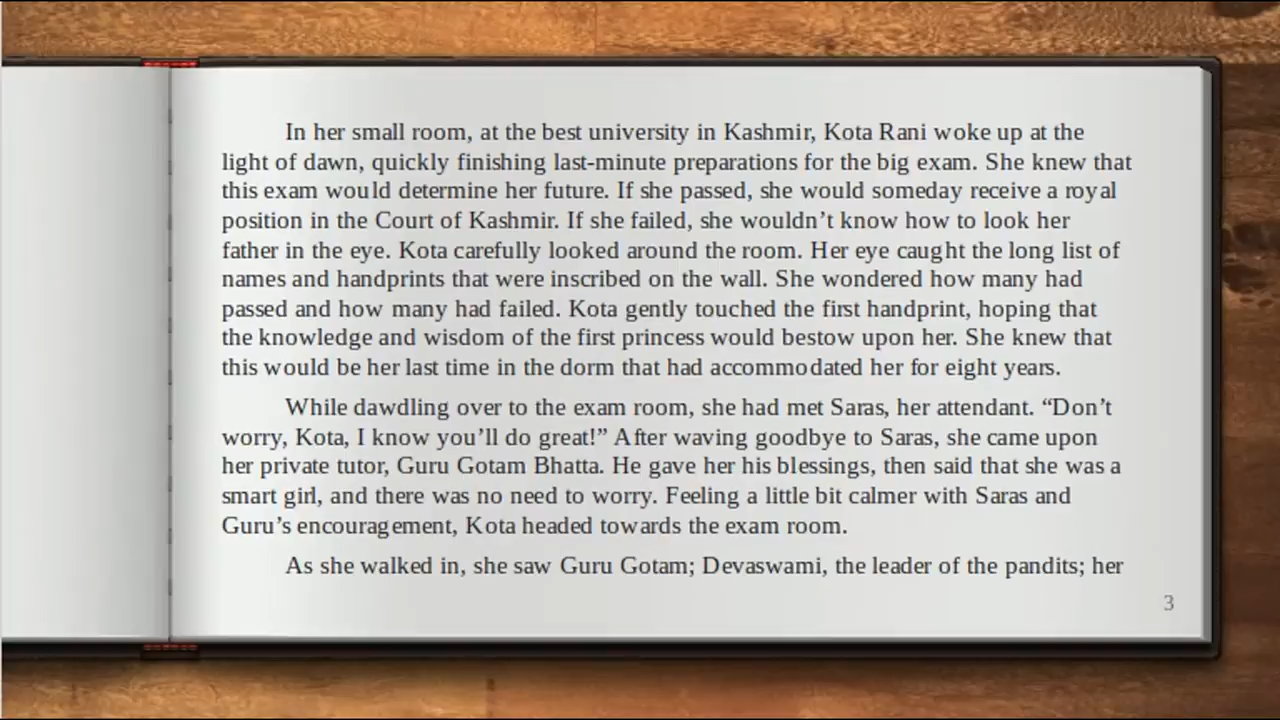 In her small room, at the best university in Kashmir, Kota Rani woke up at the
light of dawn, quickly finishing last-minute preparations for the big exam. She knew that
this exam would determine her future. If she passed, she would someday receive a royal
position in the Court of Kashmir. If she failed, she wouldn’t know how to look her
father in the eye. Kota carefully looked around the room. Her eye caught the long list of
names and handprints that were inscribed on the wall. She wondered how many had
passed and how many had failed. Kota gently touched the first handprint, hoping that
the knowledge and wisdom of the first princess would bestow upon her. She knew that
this would be her last time in the dorm that had accommodated her for eight years.
While dawdling over to the exam room, she had met Saras, her attendant. “Don’t
worry, Kota, I know you’ll do great!” After waving goodbye to Saras, she came upon
her private tutor, Guru Gotam Bhatta. He gave her his blessings, then said that she was a
smart girl, and there was no need to worry. Feeling a little bit calmer with Saras and
Guru’s encouragement, Kota headed towards the exam room.
As she walked in, she saw Guru Gotam; Devaswami, the leader of the pandits; her
3